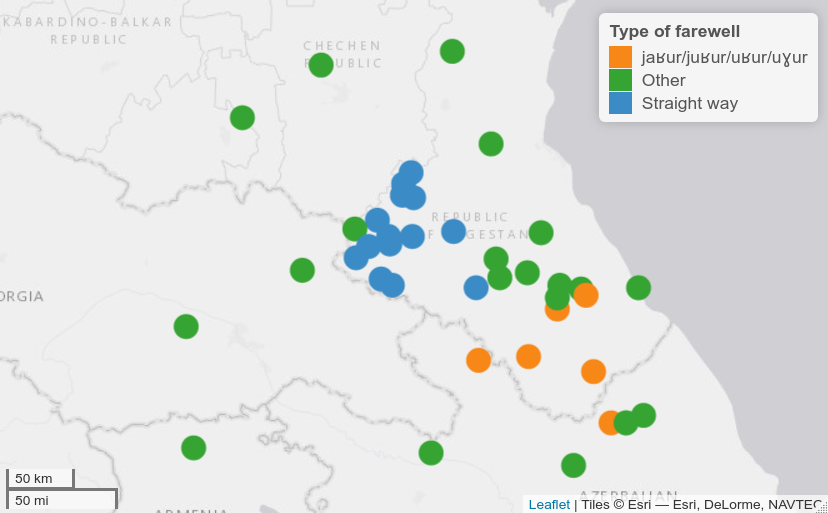 KABARDINO-BALKAR
REPUBLIC
CHECHEN
REPUBLIC
Type of farewell
jaʁur/juʁur/uʁur/uɣur
Other
Straight way
REPUBLIC
OF DAGESTAN
ORGIA
50 km
50 mi
ARMENIA
AZERBAIJAN
Leaflet | Tiles © Esri — Esri, DeLorme, NAVTEQ